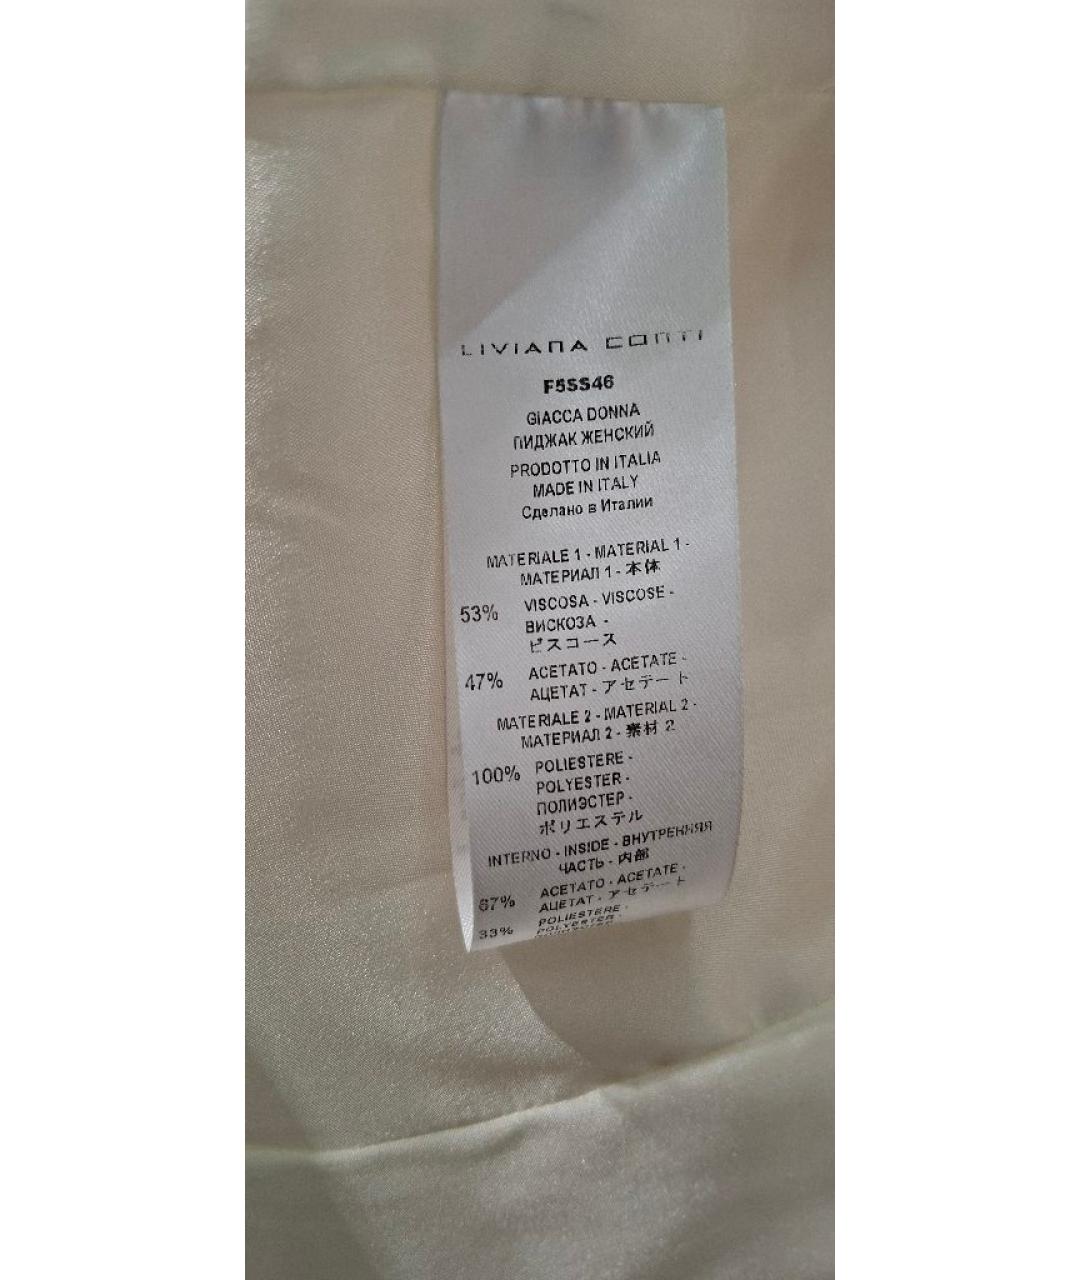 LIVIANA CONTI
F5SS46
GIACCA DONNA
ПИДЖАК ЖЕНСКИЙ
PRODOTTO IN ITALIA
MADE IN ITALY
Сделано в Италии
MATERIALE 1 - MATERIAL 1 -
МАТЕРИАЛ 1 - 本体
53% VISCOSA - VISCOSE -
ВИСКОЗА -
ビスコース
47% ACETATO - ACETATE -
АЦЕТАТ - アセテート
MATERIALE 2 - MATERIAL 2 -
МАТЕРИАЛ 2 - 素材 2
100% POLIESTERE -
POLYESTER -
ПОЛИЭСТЕР -
ポリエステル
INTERNO - INSIDE - ВНУТРЕННЯЯ
ЧАСТЬ - 内部
67% ACETATO - ACETATE -
АЦЕТАТ - アセテート
33% POLIESTERE -
POLYESTER -